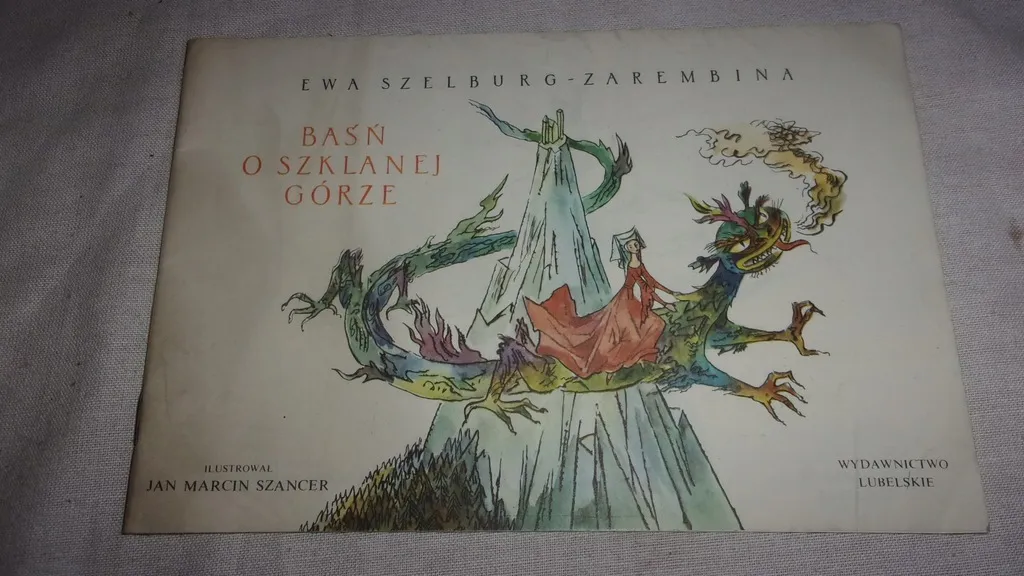 EWA SZELBURG-ZAREMBINA
BAŚŃ
O SZKLANEJ
GÓRZE
ILUSTROWAŁ
JAN MARCIN SZANCER
WYDAWNICTWO
LUBELSKIE